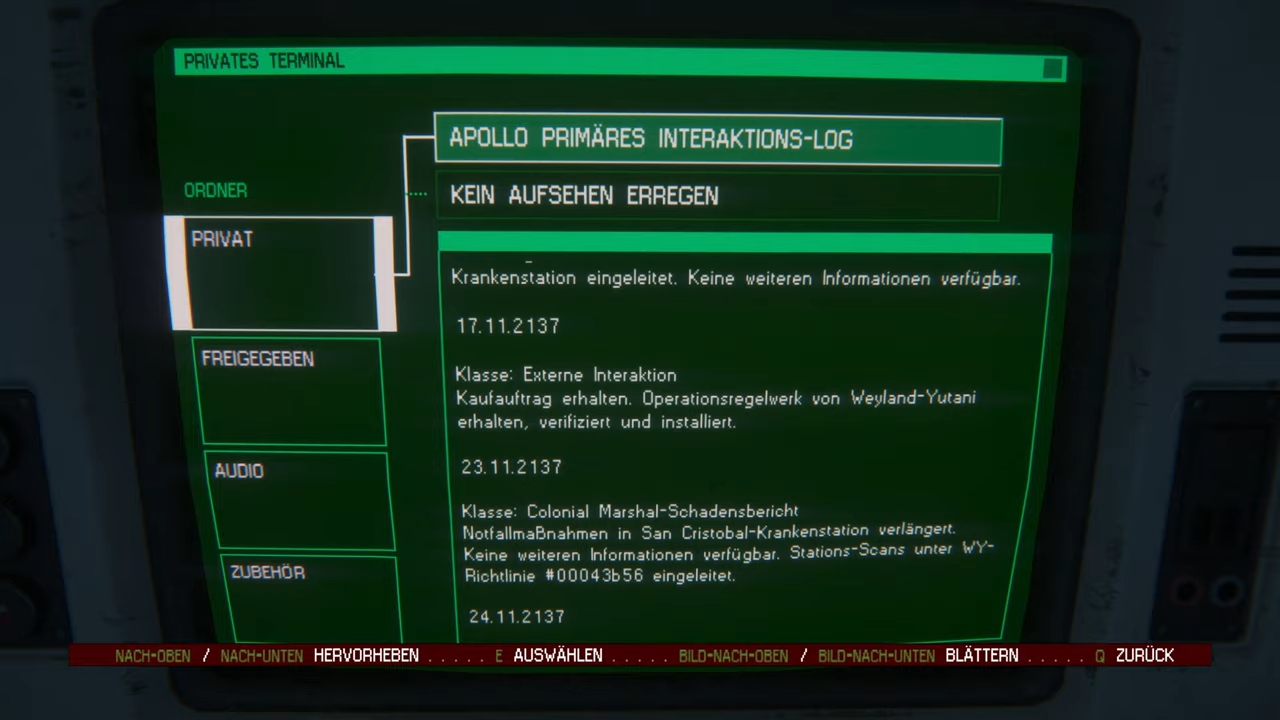 PRIVATES TERMINAL
ORDNER
PRIVAT
FREIGEGEBEN
AUDIO
ZUBEHÖR
APOLLO PRIMÄRES INTERAKTIONS-LOG
KEIN AUFSEHEN ERREGEN
Krankenstation eingeleitet. Keine weiteren Informationen verfügbar.
17.11.2137
Klasse: Externe Interaktion
Kaufauftrag erhalten. Operationsregelwerk von Weyland-Yutani
erhalten, verifiziert und installiert.
23.11.2137
Klasse: Colonial Marshal-Schadensbericht
Notfallmaßnahmen in San Cristobal-Krankenstation verlängert.
Keine weiteren Informationen verfügbar. Stations-Scans unter WY-
Richtlinie #00043b56 eingeleitet.
24.11.2137
NACH-OBEN / NACH-UNTEN HERVORHEBEN ..... E AUSWÄHLEN ..... BILD-NACH-OBEN / BILD-NACH-UNTEN BLÄTTERN ..... Q ZURÜCK